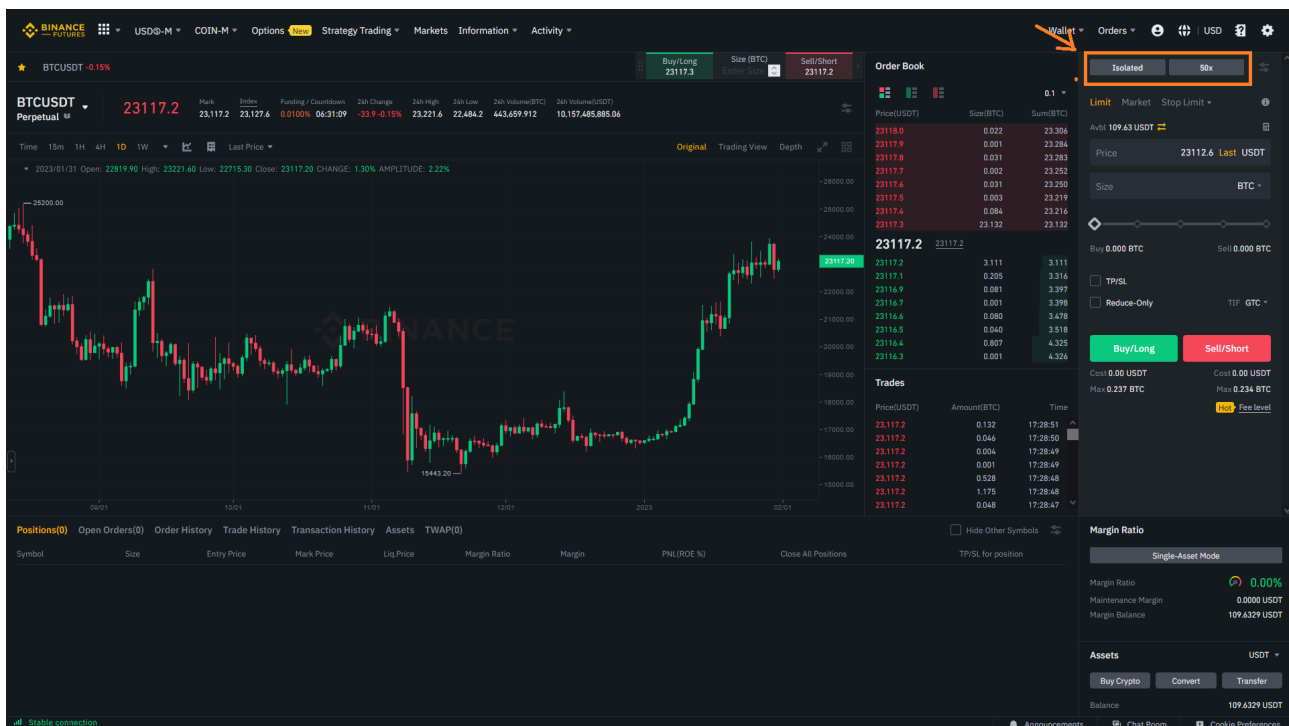 BINANCE FUTURES USD©-M COIN-M Options New Strategy Trading Markets Information Activity Wallet Orders USD
BTCUSDT -0.15%
Buy/Long 23117.3
Size (BTC) Enter Size
Sell/Short 23117.2
BTCUSDT
Perpetual
23117.2
Mark 23,117.2
Index 23,127.6
Funding / Countdown 0.0100% 06:31:09
24h Change -33.9 -0.15%
24h High 23,221.6
24h Low 22,484.2
24h Volume(BTC) 443,659.912
24h Volume(USDT) 10,157,485,885.06
Time 15m 1H 4H 1D 1W Last Price Original Trading View Depth
2023/01/31 Open: 22819.90 High: 23221.60 Low: 22715.30 Close: 23117.20 CHANGE: 1.30% AMPLITUDE: 2.22%
25200.00
15443.20
BINANCE
26000.00
25000.00
24000.00
23117.20
22000.00
21000.00
20000.00
19000.00
18000.00
17000.00
16000.00
15000.00
09/01 10/01 11/01 12/01 2023 02/01
Order Book
0.1
Price(USDT) Size(BTC) Sum(BTC)
23118.0 0.022 23.306
23117.9 0.001 23.284
23117.8 0.031 23.283
23117.7 0.002 23.252
23117.6 0.031 23.250
23117.5 0.003 23.219
23117.4 0.084 23.216
23117.3 23.132 23.132
23117.2 23117.2
23117.2 3.111 3.111
23117.1 0.205 3.316
23116.9 0.081 3.397
23116.7 0.001 3.398
23116.6 0.080 3.478
23116.5 0.040 3.518
23116.4 0.807 4.325
23116.3 0.001 4.326
Trades
Price(USDT) Amount(BTC) Time
23,117.2 0.132 17:28:51
23,117.2 0.046 17:28:50
23,117.2 0.004 17:28:49
23,117.2 0.001 17:28:49
23,117.2 0.528 17:28:48
23,117.2 1.175 17:28:48
23,117.2 0.048 17:28:47
Isolated 50x
Limit Market Stop Limit
Avbl 109.63 USDT
Price 23112.6 Last USDT
Size BTC
Buy 0.000 BTC Sell 0.000 BTC
TP/SL
Reduce-Only TIF GTC
Buy/Long Sell/Short
Cost 0.00 USDT Cost 0.00 USDT
Max 0.237 BTC Max 0.234 BTC
Hot Fee level
Positions(0) Open Orders(0) Order History Trade History Transaction History Assets TWAP(0) Hide Other Symbols
Symbol Size Entry Price Mark Price Liq.Price Margin Ratio Margin PNL(ROE %) Close All Positions TP/SL for position
Margin Ratio
Single-Asset Mode
Margin Ratio 0.00%
Maintenance Margin 0.0000 USDT
Margin Balance 109.6329 USDT
Assets USDT
Buy Crypto Convert Transfer
Balance 109.6329 USDT
Stable connection Announcements Chat Room Cookie Preferences